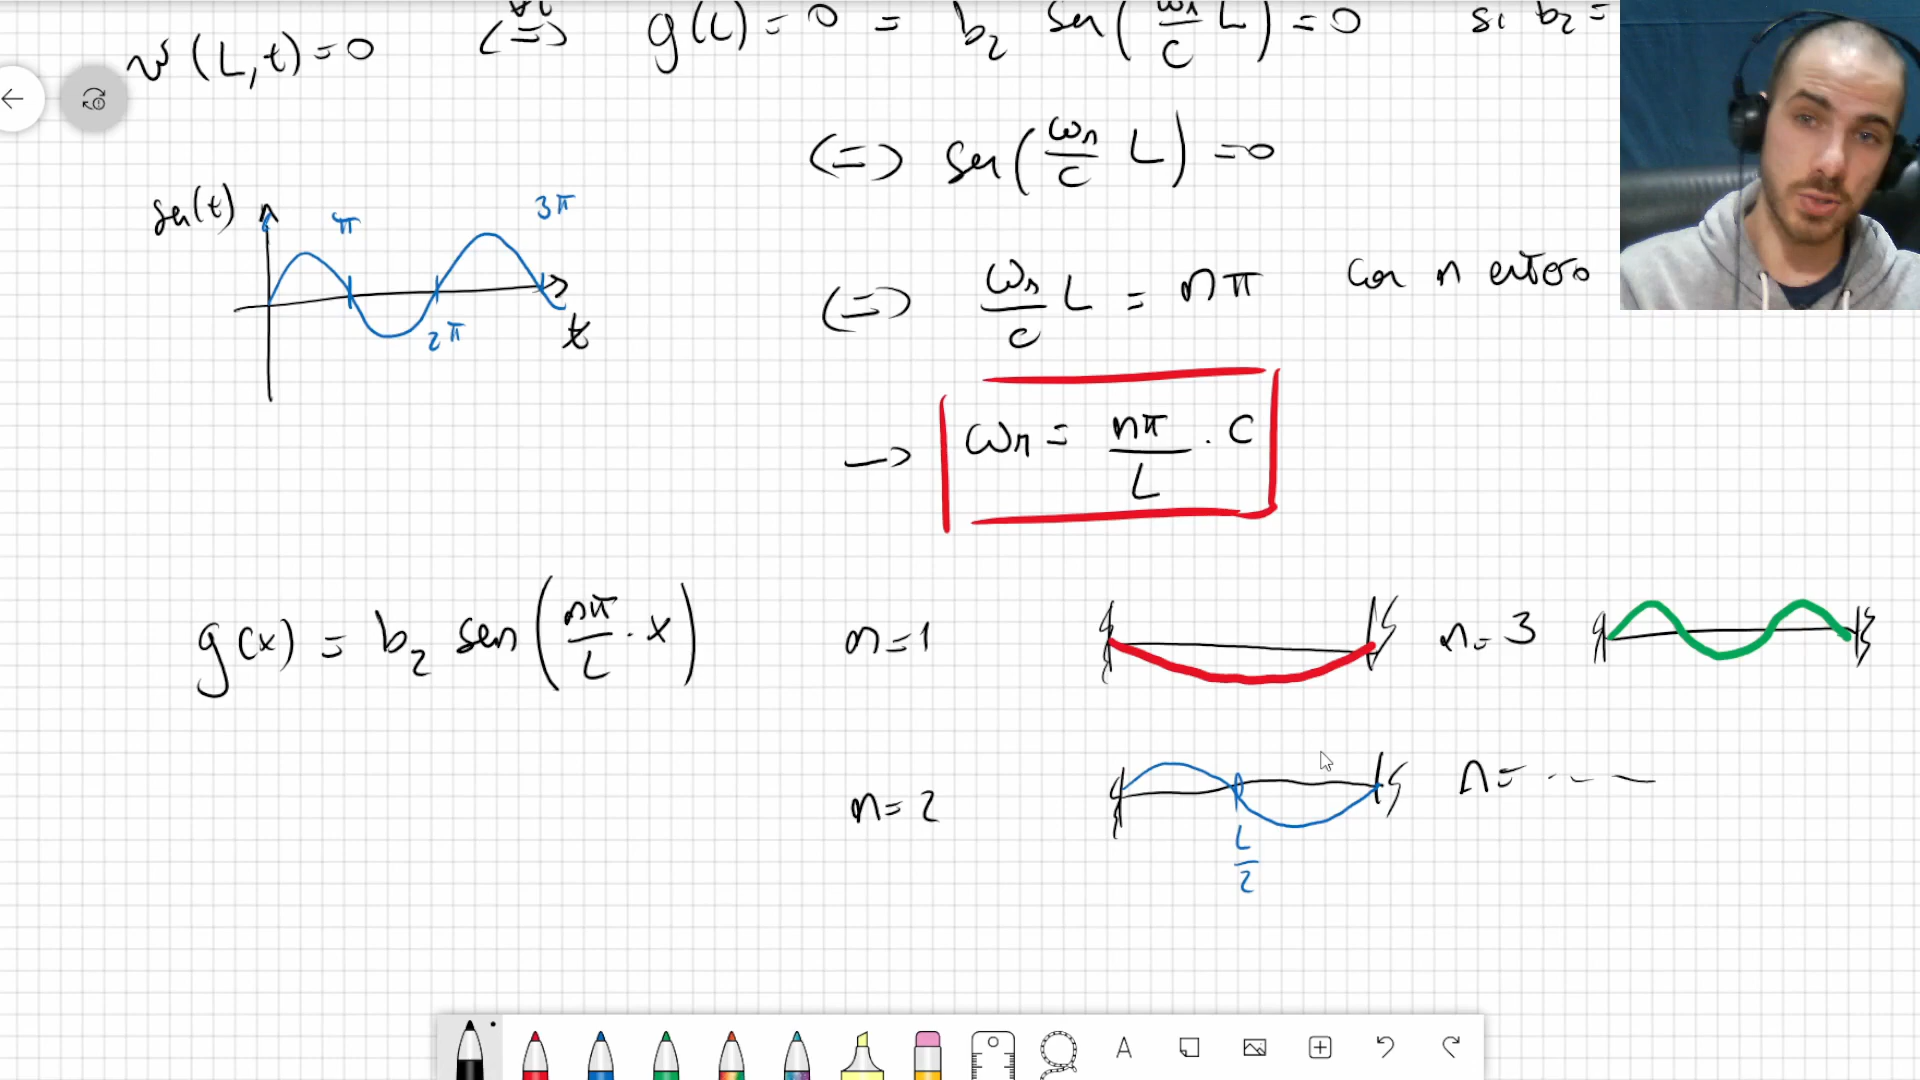 w(L,t)=0 (=) g(L)=0 = b₂ sen(ωₙ/c L)=0 si b₂=
(=) sen(ωₙ/c L)=0
sen(t) π 3π
2π t
(=) ωₙ/c L = nπ con n entero
→ ωₙ = nπ/L · c
g(x) = b₂ sen(nπ/L · x) n=1 n=3
n=2 n= - - -
L/2
A